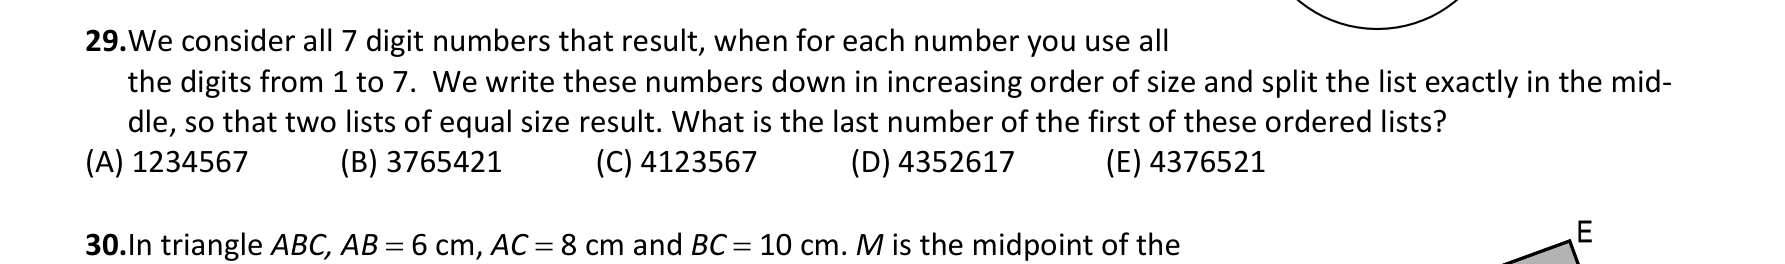 29.We consider all 7 digit numbers that result, when for each number you use all
the digits from 1 to 7. We write these numbers down in increasing order of size and split the list exactly in the mid-
dle, so that two lists of equal size result. What is the last number of the first of these ordered lists?
(A) 1234567 (B) 3765421 (C) 4123567 (D) 4352617 (E) 4376521
E
30.In triangle ABC, AB = 6 cm, AC = 8 cm and BC = 10 cm. M is the midpoint of the